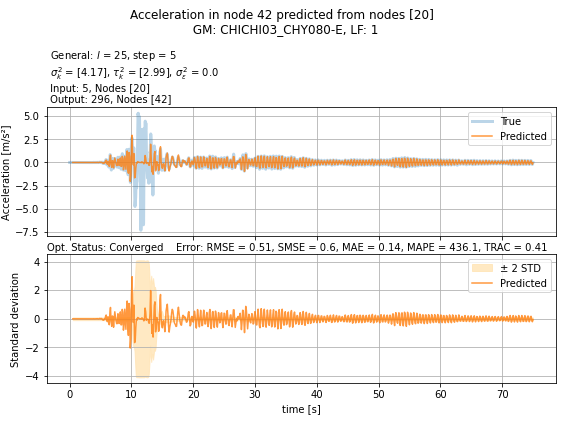 Acceleration in node 42 predicted from nodes [20]
GM: CHICHI03_CHY080-E, LF: 1
General: l = 25, step = 5
σ²ₖ = [4.17], τ²ₖ = [2.99], σ²ε = 0.0
Input: 5, Nodes [20]
Output: 296, Nodes [42]
5.0
2.5
0.0
−2.5
−5.0
−7.5
Acceleration [m/s²]
True
Predicted
Opt. Status: Converged Error: RMSE = 0.51, SMSE = 0.6, MAE = 0.14, MAPE = 436.1, TRAC = 0.41
4
2
0
−2
−4
Standard deviation
± 2 STD
Predicted
0 10 20 30 40 50 60 70
time [s]